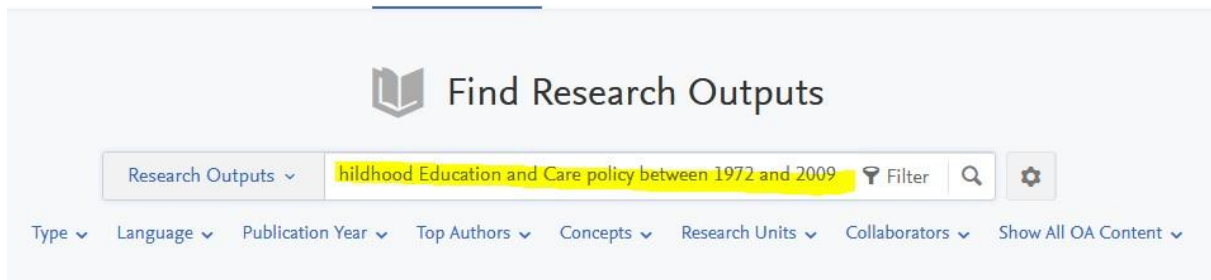 Find Research Outputs
Research Outputs hildhood Education and Care policy between 1972 and 2009 Filter
Type Language Publication Year Top Authors Concepts Research Units Collaborators Show All OA Content